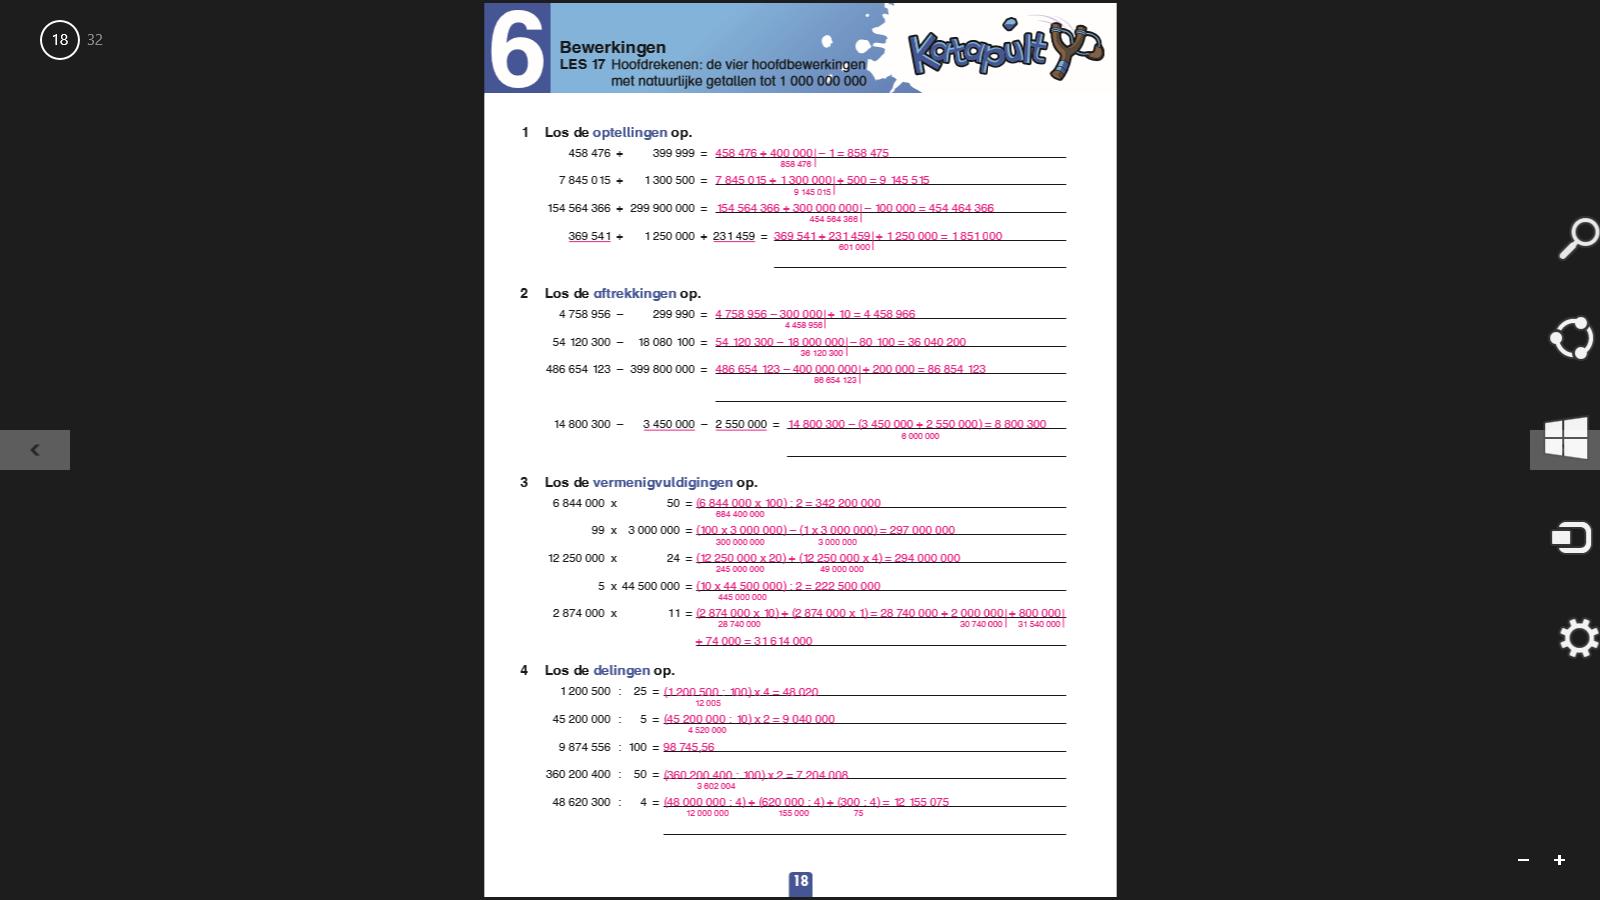 18 32
6
Bewerkingen
LES 17 Hoofdrekenen: de vier hoofdbewerkingen
met natuurlijke getallen tot 1 000 000 000
Katapult
1 Los de optellingen op.
458 476 + 399 999 = 458 476 + 400 000 | – 1 = 858 475
858 476
7 845 015 + 1 300 500 = 7 845 015 + 1 300 000 | + 500 = 9 145 515
9 145 015
154 564 366 + 299 900 000 = 154 564 366 + 300 000 000 | – 100 000 = 454 464 366
454 564 366
369 541 + 1 250 000 + 231 459 = 369 541 + 231 459 | + 1 250 000 = 1 851 000
601 000
2 Los de aftrekkingen op.
4 758 956 – 299 990 = 4 758 956 – 300 000 | + 10 = 4 458 966
4 458 956
54 120 300 – 18 080 100 = 54 120 300 – 18 000 000 | – 80 100 = 36 040 200
36 120 300
486 654 123 – 399 800 000 = 486 654 123 – 400 000 000 | + 200 000 = 86 854 123
86 654 123
14 800 300 – 3 450 000 – 2 550 000 = 14 800 300 – (3 450 000 + 2 550 000) = 8 800 300
6 000 000
3 Los de vermenigvuldigingen op.
6 844 000 x 50 = (6 844 000 x 100) : 2 = 342 200 000
684 400 000
99 x 3 000 000 = (100 x 3 000 000) – (1 x 3 000 000) = 297 000 000
300 000 000 3 000 000
12 250 000 x 24 = (12 250 000 x 20) + (12 250 000 x 4) = 294 000 000
245 000 000 49 000 000
5 x 44 500 000 = (10 x 44 500 000) : 2 = 222 500 000
445 000 000
2 874 000 x 11 = (2 874 000 x 10) + (2 874 000 x 1) = 28 740 000 + 2 000 000 | + 800 000 |
28 740 000 30 740 000 31 540 000
+ 74 000 = 31 614 000
4 Los de delingen op.
1 200 500 : 25 = (1 200 500 : 100) x 4 = 48 020
12 005
45 200 000 : 5 = (45 200 000 : 10) x 2 = 9 040 000
4 520 000
9 874 556 : 100 = 98 745,56
360 200 400 : 50 = (360 200 400 : 100) x 2 = 7 204 008
3 602 004
48 620 300 : 4 = (48 000 000 : 4) + (620 000 : 4) + (300 : 4) = 12 155 075
12 000 000 155 000 75
18